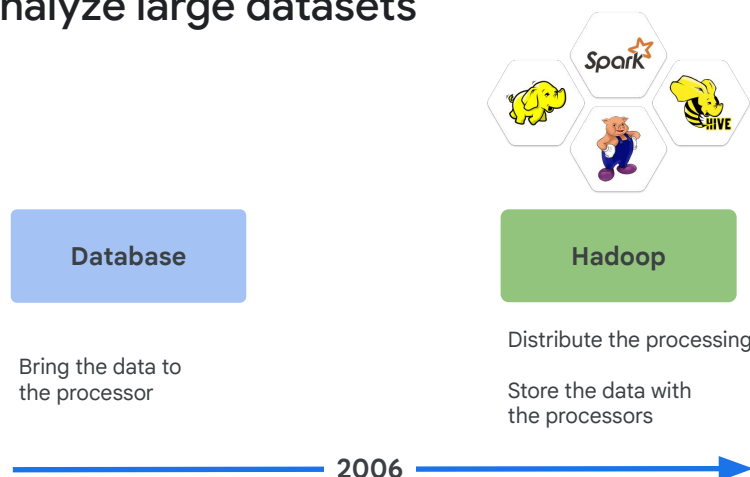 nalyze large datasets
Spark
HIVE
Database
Hadoop
Bring the data to
the processor
Distribute the processing
Store the data with
the processors
2006